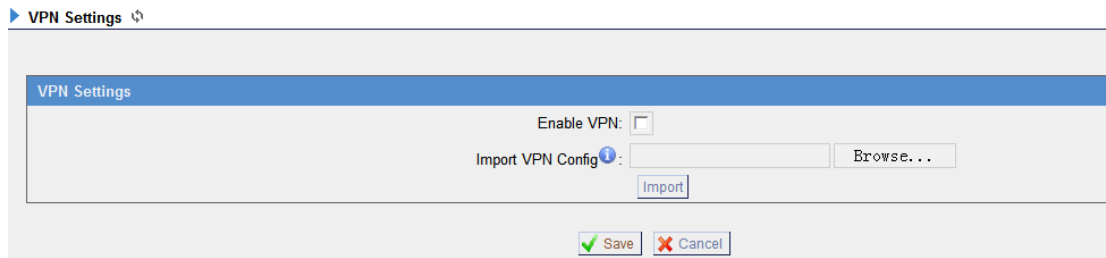 VPN Settings
VPN Settings
Enable VPN:
Import VPN Config i : Browse...
Import
Save Cancel